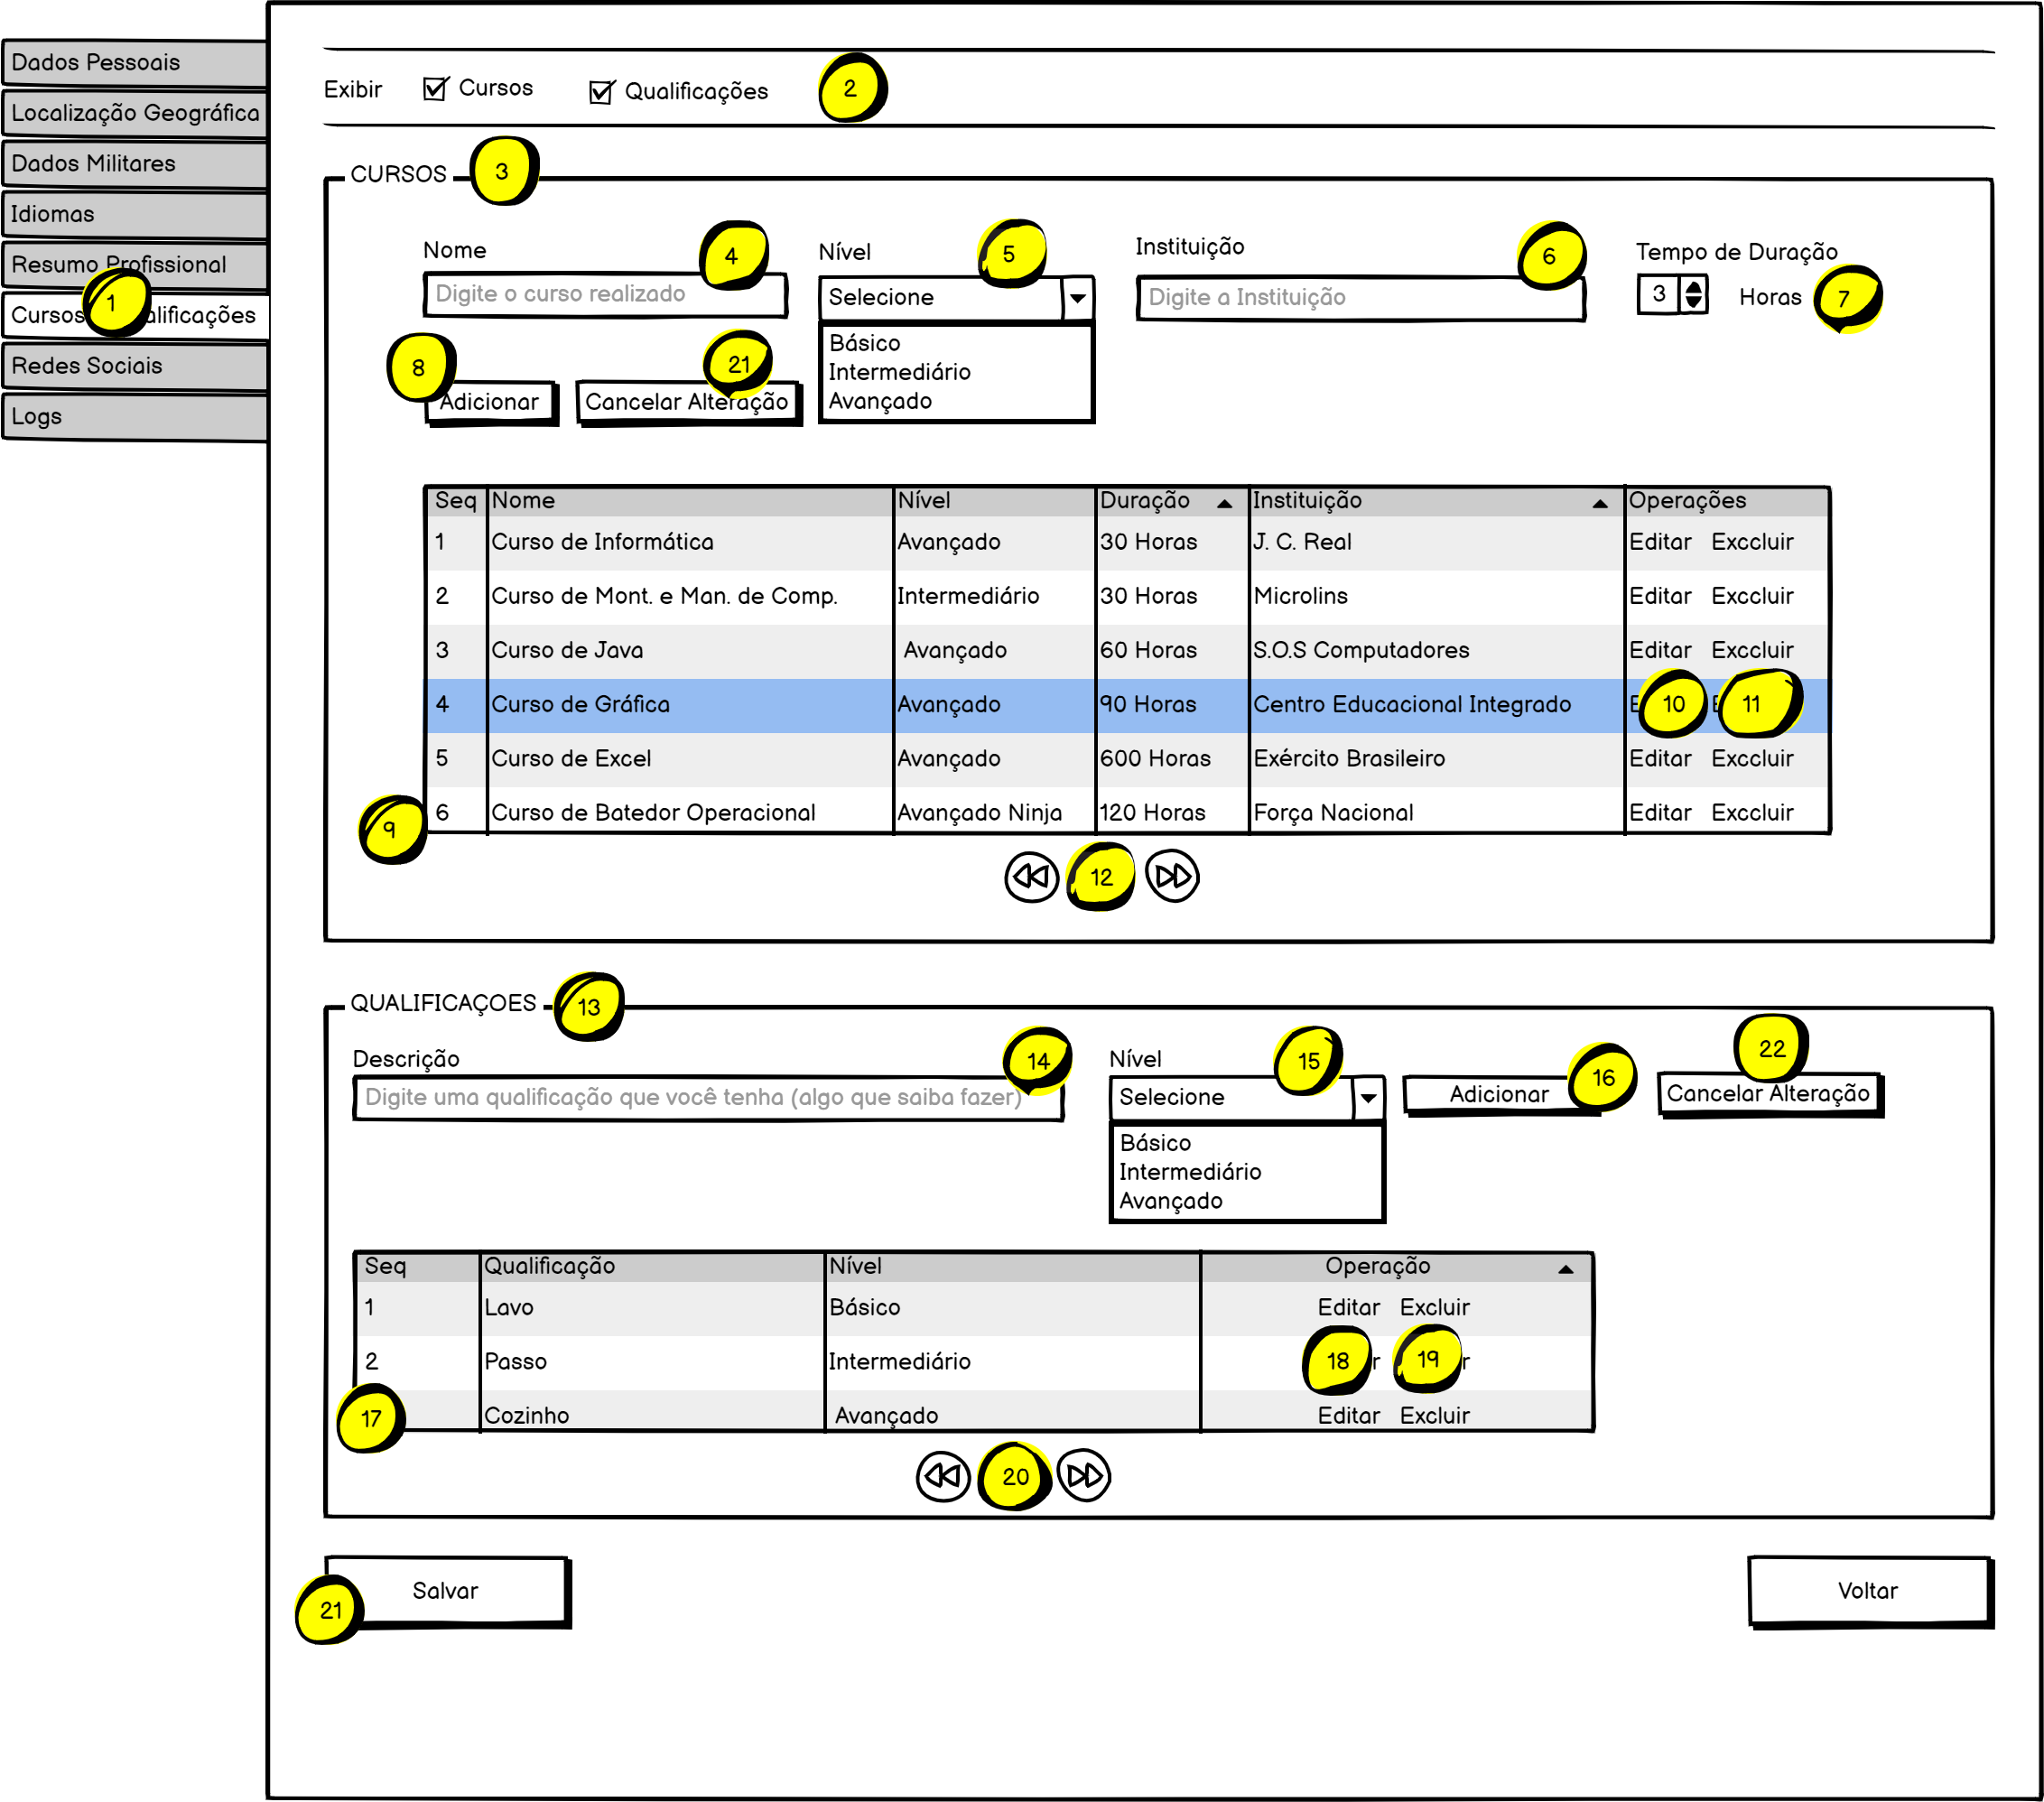 Dados Pessoais
Localização Geográfica
Dados Militares
Idiomas
Resumo Profissional
1
Cursos alificações
Redes Sociais
Logs
Exibir Cursos Qualificações 2
CURSOS 3
Nome 4 Nível 5 Instituição 6 Tempo de Duração
Digite o curso realizado Selecione Digite a Instituição 3 Horas 7
Básico
Intermediário
Avançado
8 21
Adicionar Cancelar Alteração
Seq Nome Nível Duração Instituição Operações
1 Curso de Informática Avançado 30 Horas J. C. Real Editar Exccluir
2 Curso de Mont. e Man. de Comp. Intermediário 30 Horas Microlins Editar Exccluir
3 Curso de Java Avançado 60 Horas S.O.S Computadores Editar Exccluir
4 Curso de Gráfica Avançado 90 Horas Centro Educacional Integrado 10 11
5 Curso de Excel Avançado 600 Horas Exército Brasileiro Editar Exccluir
9 6 Curso de Batedor Operacional Avançado Ninja 120 Horas Força Nacional Editar Exccluir
12
QUALIFICAÇOES 13
Descrição 14 Nível 15 16 22
Digite uma qualificação que você tenha (algo que saiba fazer) Selecione Adicionar Cancelar Alteração
Básico
Intermediário
Avançado
Seq Qualificação Nível Operação
1 Lavo Básico Editar Excluir
2 Passo Intermediário 18 r 19 r
17 Cozinho Avançado Editar Excluir
20
21 Salvar Voltar